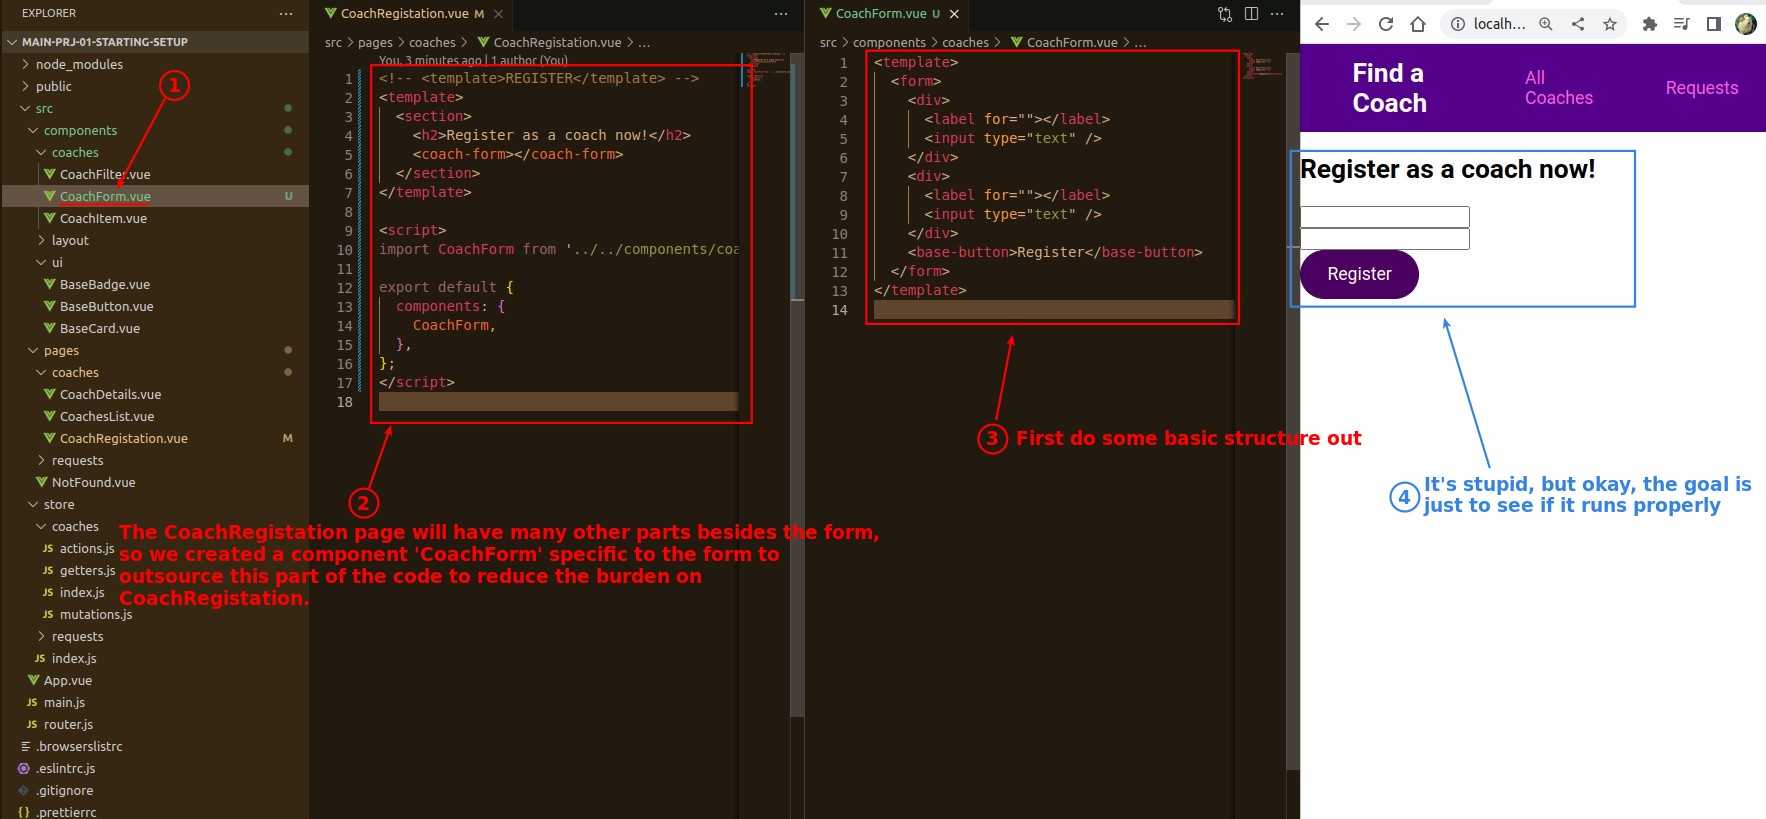 EXPLORER
MAIN-PRJ-01-STARTING-SETUP
node_modules
public
src
components
coaches
CoachFilter.vue
CoachForm.vue U
CoachItem.vue
layout
ui
BaseBadge.vue
BaseButton.vue
BaseCard.vue
pages
coaches
CoachDetails.vue
CoachesList.vue
CoachRegistation.vue M
requests
NotFound.vue
store
coaches
JS actions.js
JS getters.js
JS index.js
JS mutations.js
requests
JS index.js
App.vue
JS main.js
JS router.js
.browserslistrc
.eslintrc.js
.gitignore
{ } .prettierrc
1
CoachRegistation.vue M
src > pages > coaches > CoachRegistation.vue > ...
You, 3 minutes ago | 1 author (You)
1 <!-- <template>REGISTER</template> -->
2 <template>
3 <section>
4 <h2>Register as a coach now!</h2>
5 <coach-form></coach-form>
6 </section>
7 </template>
8
9 <script>
10 import CoachForm from '../../components/coa
11
12 export default {
13 components: {
14 CoachForm,
15 },
16 };
17 </script>
18
2
The CoachRegistation page will have many other parts besides the form,
so we created a component 'CoachForm' specific to the form to
outsource this part of the code to reduce the burden on
CoachRegistation.
CoachForm.vue U
src > components > coaches > CoachForm.vue > ...
1 <template>
2 <form>
3 <div>
4 <label for=""></label>
5 <input type="text" />
6 </div>
7 <div>
8 <label for=""></label>
9 <input type="text" />
10 </div>
11 <base-button>Register</base-button>
12 </form>
13 </template>
14
3 First do some basic structure out
localh...
Find a
Coach
All
Coaches
Requests
Register as a coach now!
Register
4 It's stupid, but okay, the goal is
just to see if it runs properly